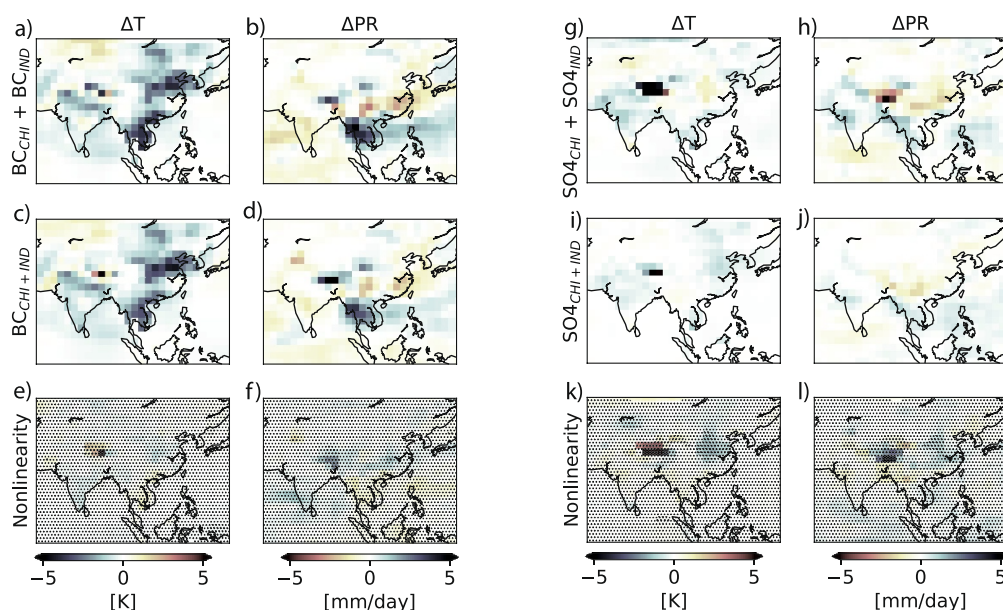 ΔT
ΔPR
ΔT
ΔPR
a)
b)
g)
h)
BC_CHI + BC_IND
SO4_CHI + SO4_IND
c)
d)
i)
j)
BC_CHI+IND
SO4_CHI+IND
e)
f)
k)
l)
Nonlinearity
Nonlinearity
−5 0 5
−5 0 5
−5 0 5
−5 0 5
[K]
[mm/day]
[K]
[mm/day]